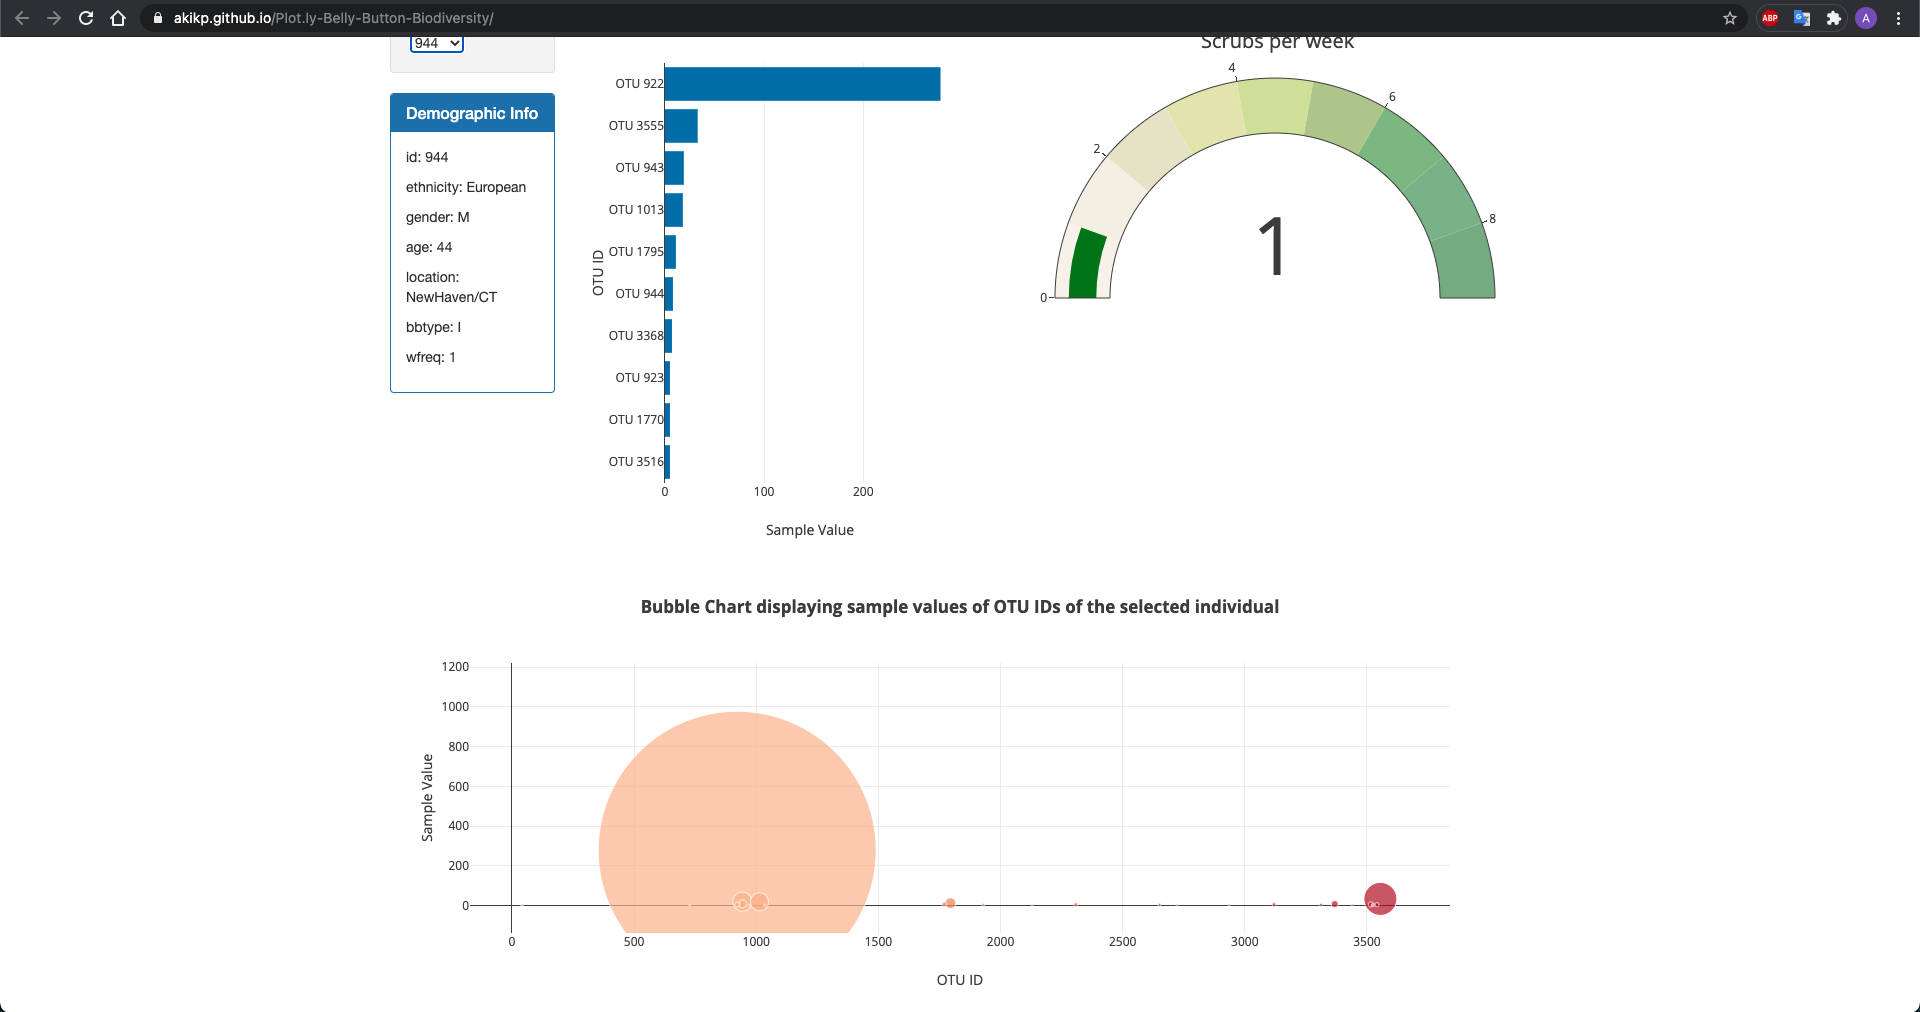 akikp.github.io/Plot.ly-Belly-Button-Biodiversity/
ABP
A
944
Demographic Info
id: 944
ethnicity: European
gender: M
age: 44
location:
NewHaven/CT
bbtype: I
wfreq: 1
OTU ID
OTU 922
OTU 3555
OTU 943
OTU 1013
OTU 1795
OTU 944
OTU 3368
OTU 923
OTU 1770
OTU 3516
0
100
200
Sample Value
Scrubs per week
0
2
4
6
8
1
Bubble Chart displaying sample values of OTU IDs of the selected individual
Sample Value
1200
1000
800
600
400
200
0
0
500
1000
1500
2000
2500
3000
3500
OTU ID